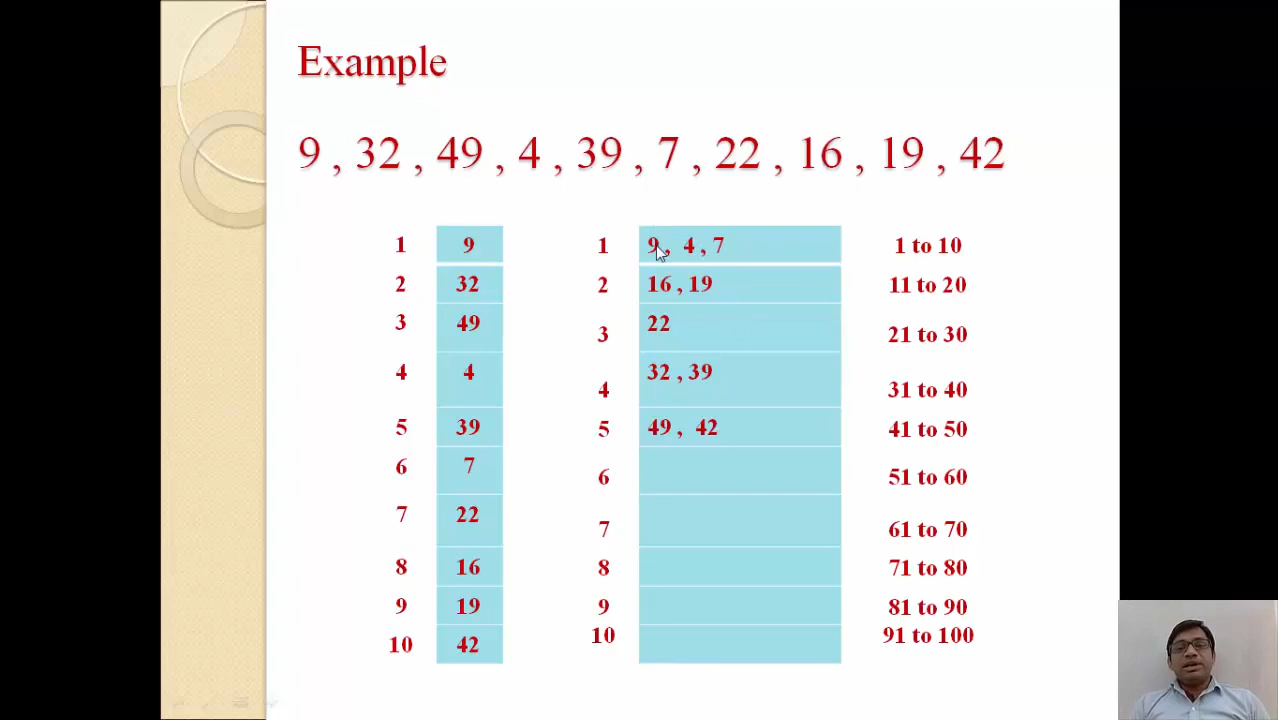 Example
9 , 32 , 49 , 4 , 39 , 7 , 22 , 16 , 19 , 42
1 9 1 9 , 4 , 7 1 to 10
2 32 2 16 , 19 11 to 20
3 49 3 22 21 to 30
4 4 4 32 , 39 31 to 40
5 39 5 49 , 42 41 to 50
6 7 6 51 to 60
7 22 7 61 to 70
8 16 8 71 to 80
9 19 9 81 to 90
10 42 10 91 to 100